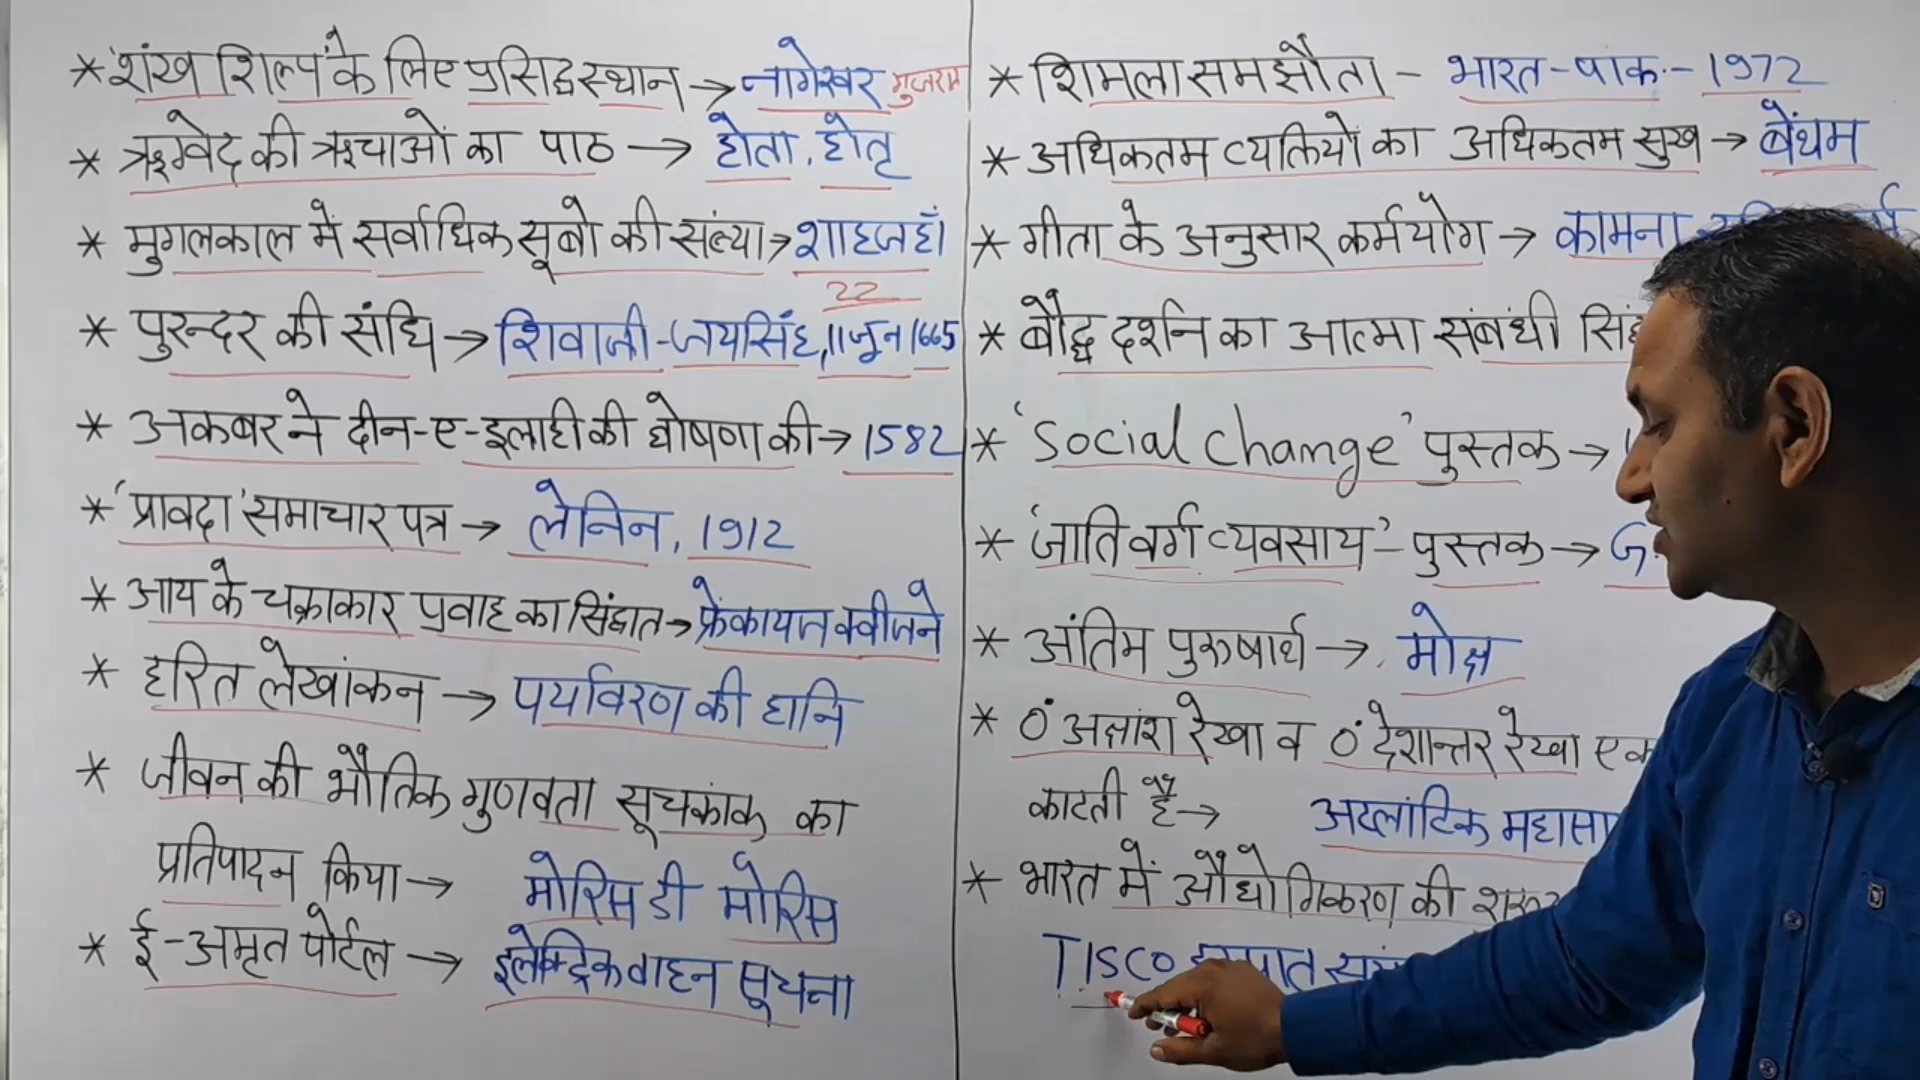 * 'शंख शिल्प' के लिए प्रसिद्ध स्थान → नागेश्वर गुजरात
* ऋग्वेद की ऋचाओं का पाठ → होता, होतृ
* मुगलकाल में सर्वाधिक सूबो की संख्या → शाहजहाँ
22
* पुरन्दर की संधि → शिवाजी - जयसिंह, 11 जून 1665
* अकबर ने दीन-ए-इलाही की घोषणा की → 1582
* 'प्रावदा' समाचार पत्र → लेनिन, 1912
* आय के चक्राकार प्रवाह का सिंद्धात → फ्रेंकायज क्वीजने
* हरित लेखांकन → पर्यावरण की हानि
* जीवन की भौतिक गुणवता सूचकांक का
प्रतिपादन किया → मोरिस डी मोरिस
* ई-अमृत पोर्टल → इलेक्ट्रिक वाहन सूचना
* शिमला समझौता - भारत-पाक - 1972
* अधिकतम व्यक्तियों का अधिकतम सुख → बेंथम
* गीता के अनुसार कर्मयोग → कामना
* बौद्ध दर्शन का आत्मा संबंधी
* 'Social Change' पुस्तक →
* 'जाति वर्ग व्यवसाय' - पुस्तक → G.
* अंतिम पुरुषार्थ → मोक्ष
* 0° अक्षांश रेखा व 0° देशान्तर रेखा
काटती है → अटलांटिक
* भारत में औद्योगिकरण की
TISCO इस्पात